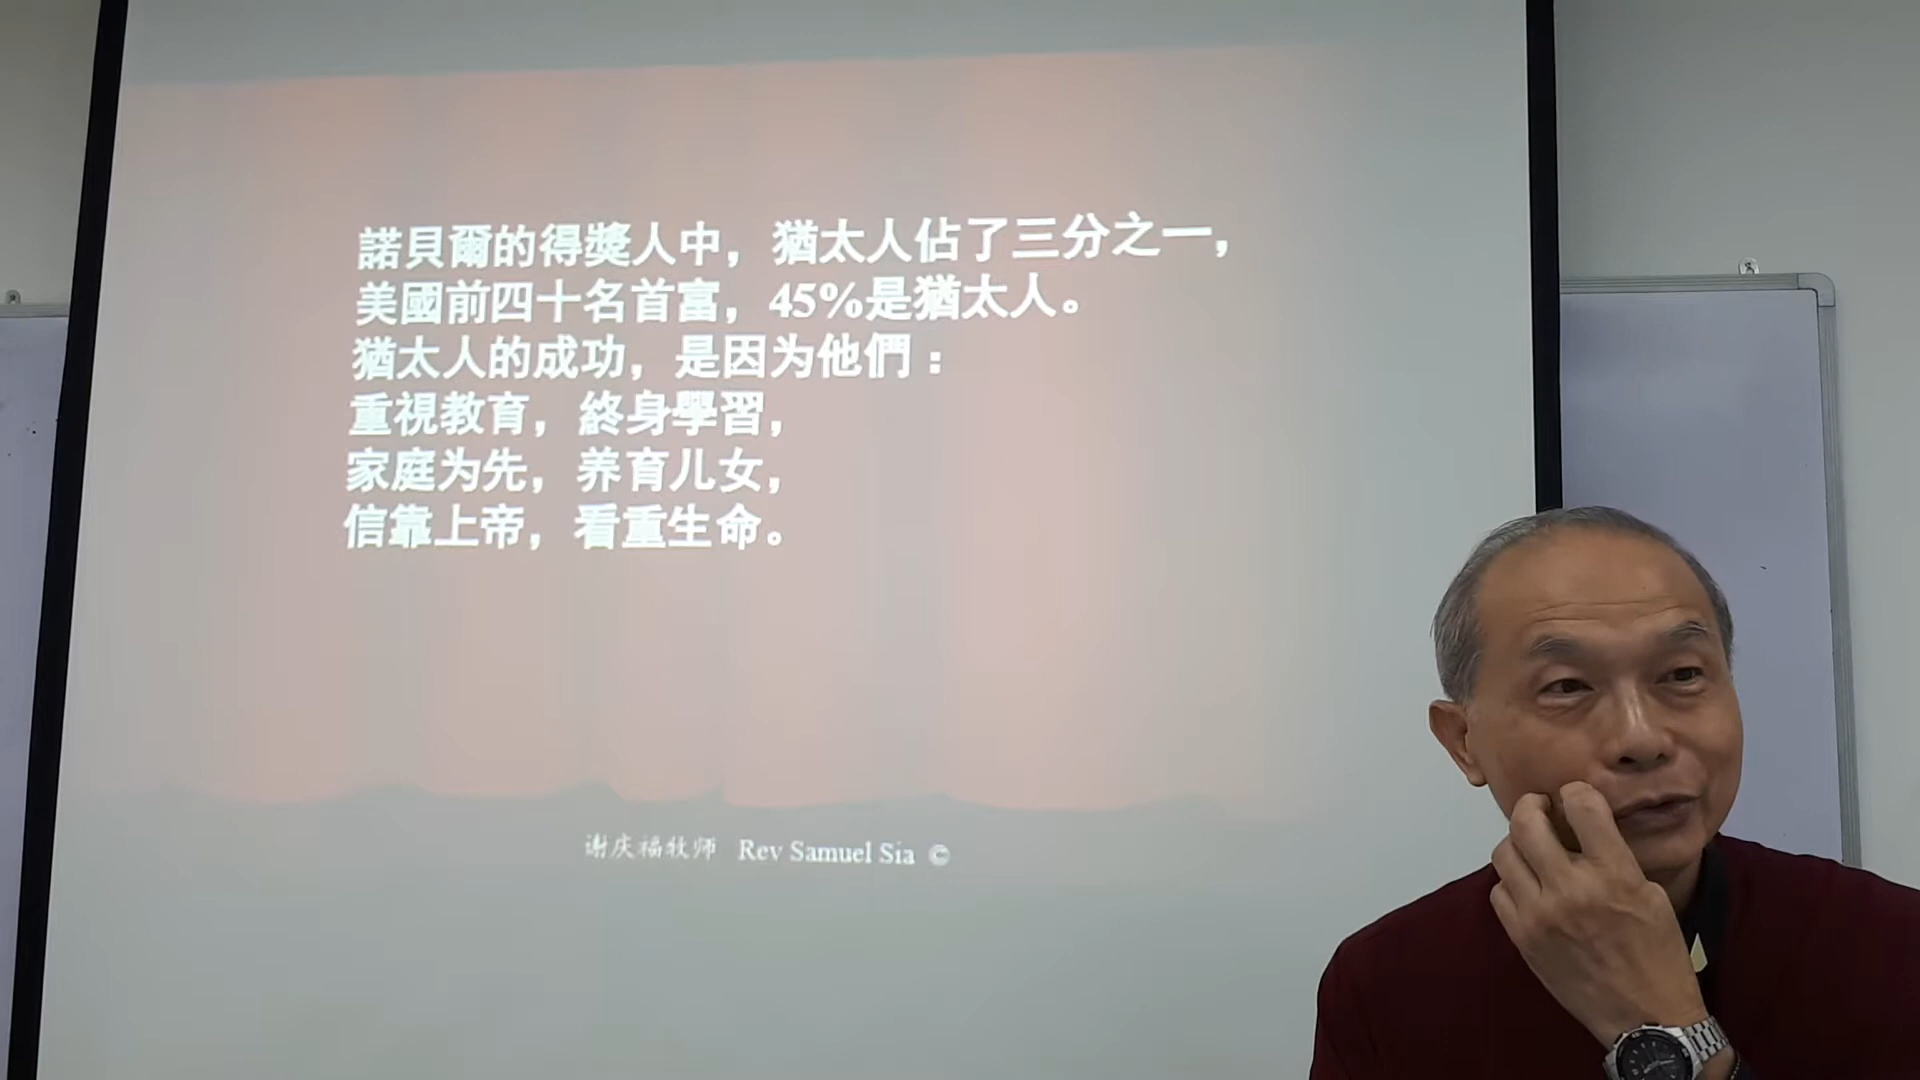 諾貝爾的得獎人中，猶太人佔了三分之一，
美國前四十名首富，45%是猶太人。
猶太人的成功，是因为他們：
重視教育，終身學習，
家庭为先，养育儿女，
信靠上帝，看重生命。
谢庆福牧师 Rev Samuel Sia ©